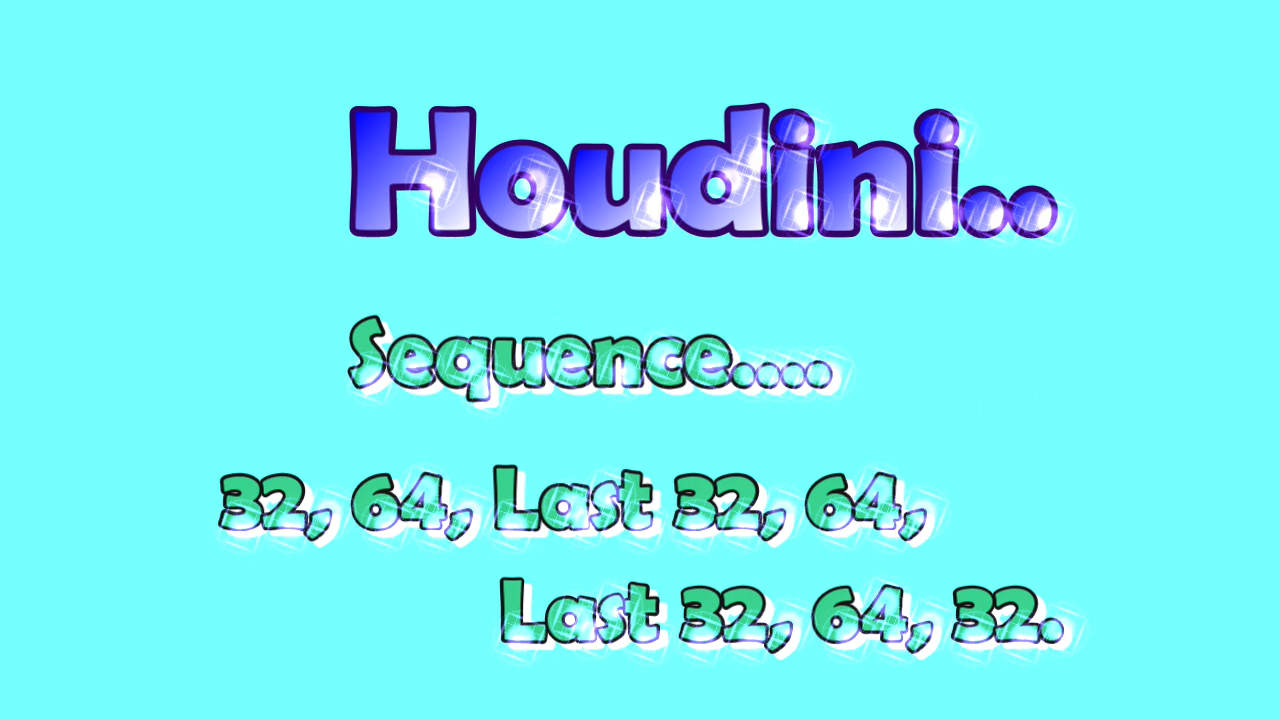 Houdini..
Sequence.....
32, 64, Last 32, 64,
Last 32, 64, 32.